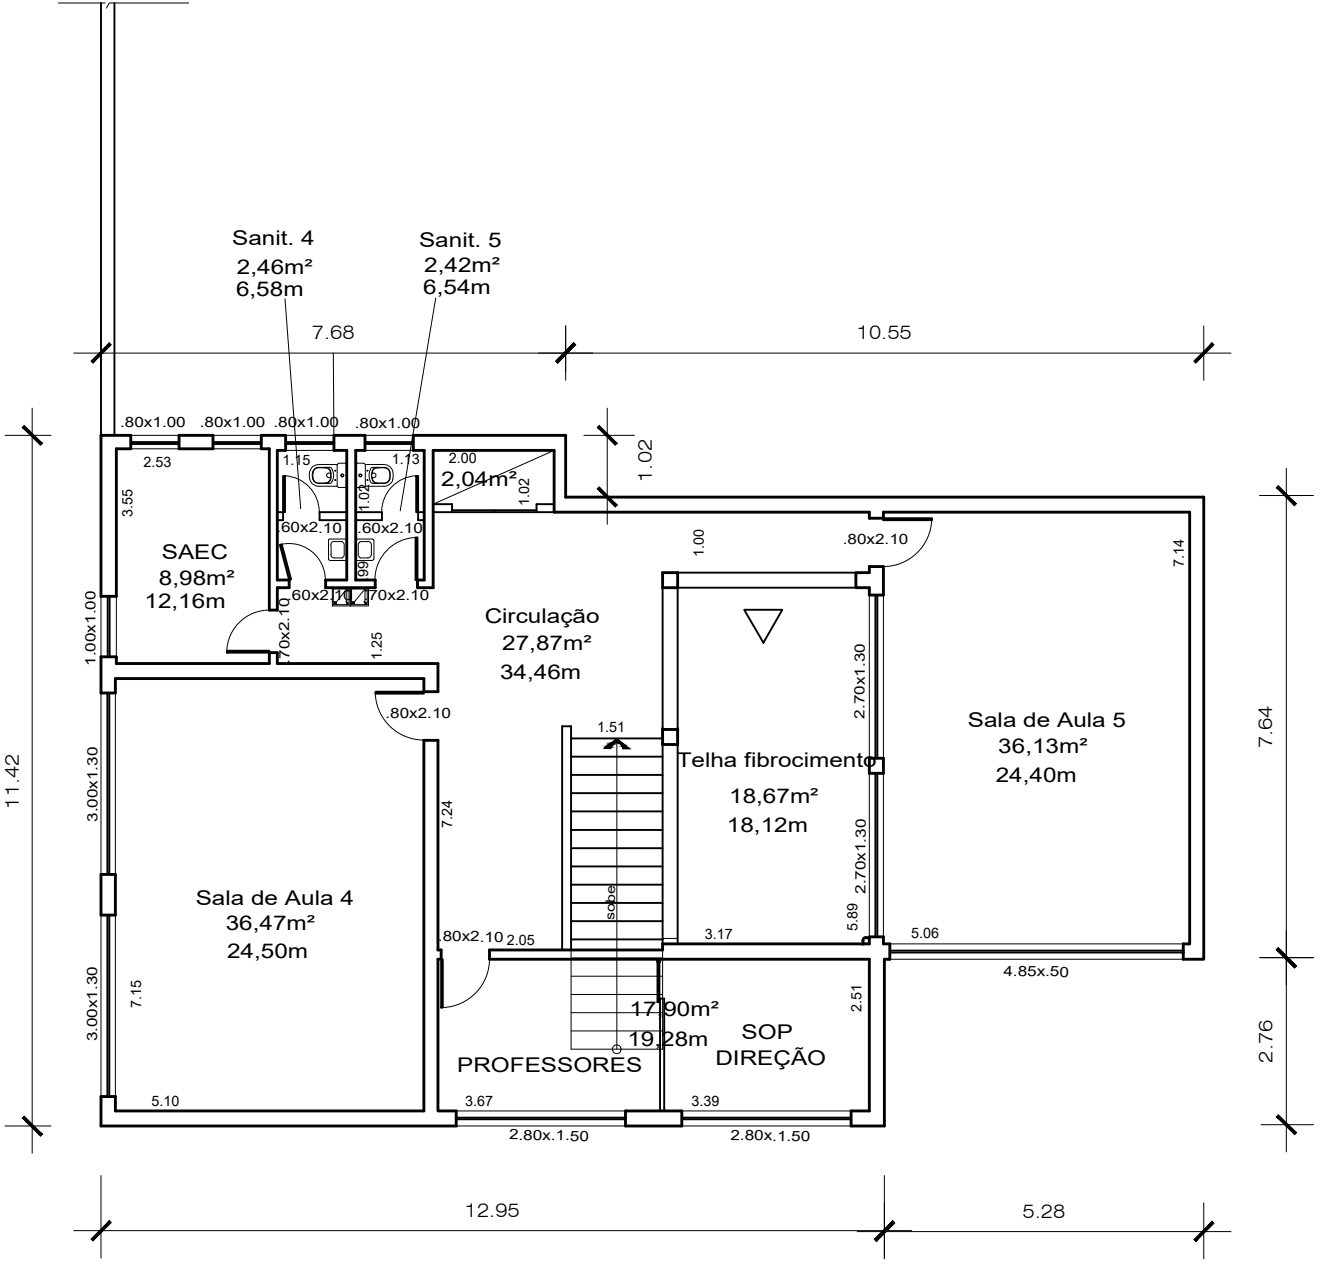 Sanit. 4
2,46m²
6,58m
Sanit. 5
2,42m²
6,54m
7.68
10.55
.80x1.00
.80x1.00
.80x1.00
.80x1.00
1.02
2.53
1.15
1.13
2.00
2,04m²
1.02
1.02
3.55
.60x2.10
.60x2.10
1.00
.80x2.10
7.14
SAEC
8,98m²
12,16m
.99
.60x2.10
.70x2.10
1.00x1.00
.70x2.10
1.25
Circulação
27,87m²
34,46m
2.70x1.30
.80x2.10
1.51
Sala de Aula 5
36,13m²
24,40m
7.64
Telha fibrocimento
18,67m²
18,12m
11.42
3.00x1.30
7.24
2.70x1.30
Sala de Aula 4
36,47m²
24,50m
sobe
5.89
.80x2.10
2.05
3.17
5.06
4.85x.50
3.00x1.30
7.15
17,90m²
19,28m
2.51
SOP
DIREÇÃO
PROFESSORES
2.76
5.10
3.67
3.39
2.80x.1.50
2.80x.1.50
12.95
5.28